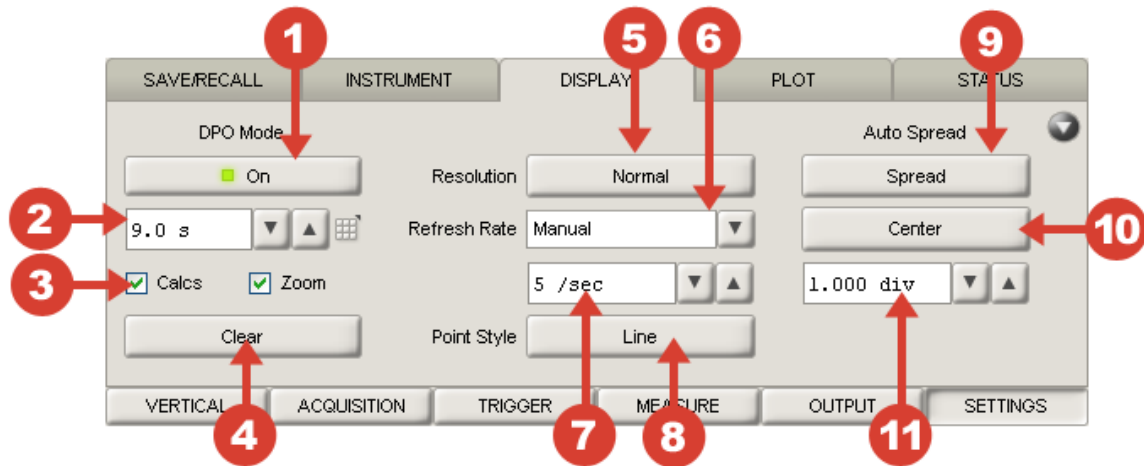 1 5 6 9
SAVE/RECALL INSTRUMENT DISPLAY PLOT STATUS
DPO Mode Auto Spread
On Resolution Normal Spread
2 9.0 s Refresh Rate Manual Center 10
3 Calcs Zoom 5 /sec 1.000 div
Clear Point Style Line
VERTICAL ACQUISITION TRIGGER MEASURE OUTPUT SETTINGS
4 7 8 11